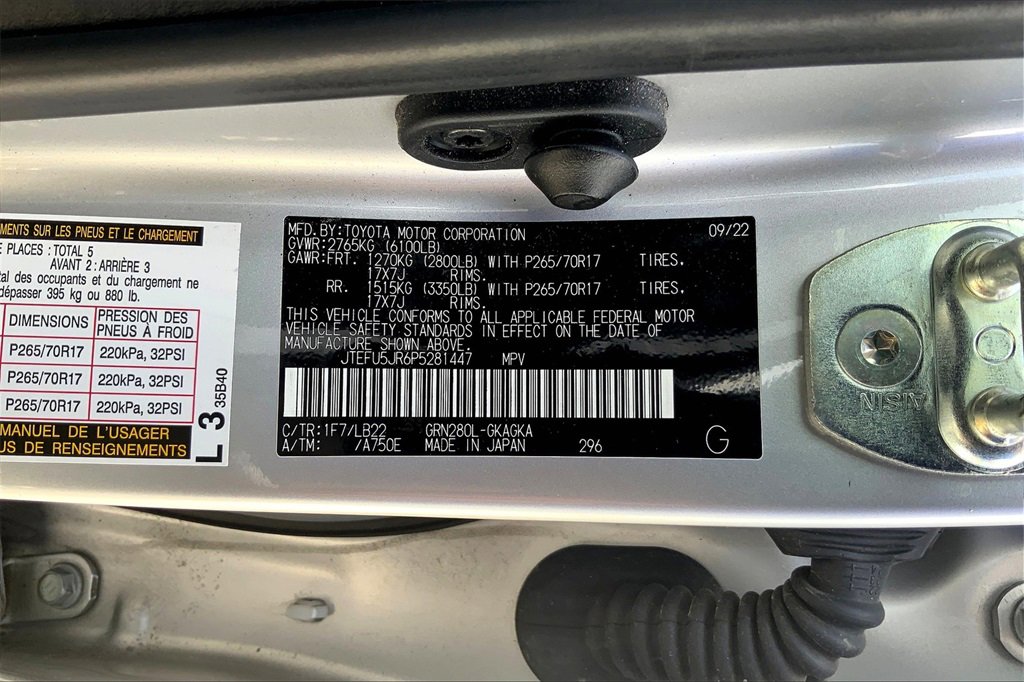 MENTS SUR LES PNEUS ET LE CHARGEMENT
PLACES: TOTAL 5
AVANT 2: ARRIÈRE 3
tal des occupants et du chargement ne
dépasser 395 kg ou 880 lb.
DIMENSIONS PRESSION DES PNEUS À FROID
P265/70R17 220kPa, 32PSI
P265/70R17 220kPa, 32PSI
P265/70R17 220kPa, 32PSI
MANUEL DE L'USAGER
US DE RENSEIGNEMENTS
L 3 35B40
MFD.BY:TOYOTA MOTOR CORPORATION 09/22
GVWR:2765KG (6100LB)
GAWR:FRT. 1270KG (2800LB) WITH P265/70R17 TIRES.
17X7J RIMS.
RR. 1515KG (3350LB) WITH P265/70R17 TIRES.
17X7J RIMS.
THIS VEHICLE CONFORMS TO ALL APPLICABLE FEDERAL MOTOR
VEHICLE SAFETY STANDARDS IN EFFECT ON THE DATE OF
MANUFACTURE SHOWN ABOVE.
JTEFU5JR6P5281447 MPV
C/TR:1F7/LB22 GRN280L-GKAGKA
A/TM: /A750E MADE IN JAPAN 296
G
AISIN